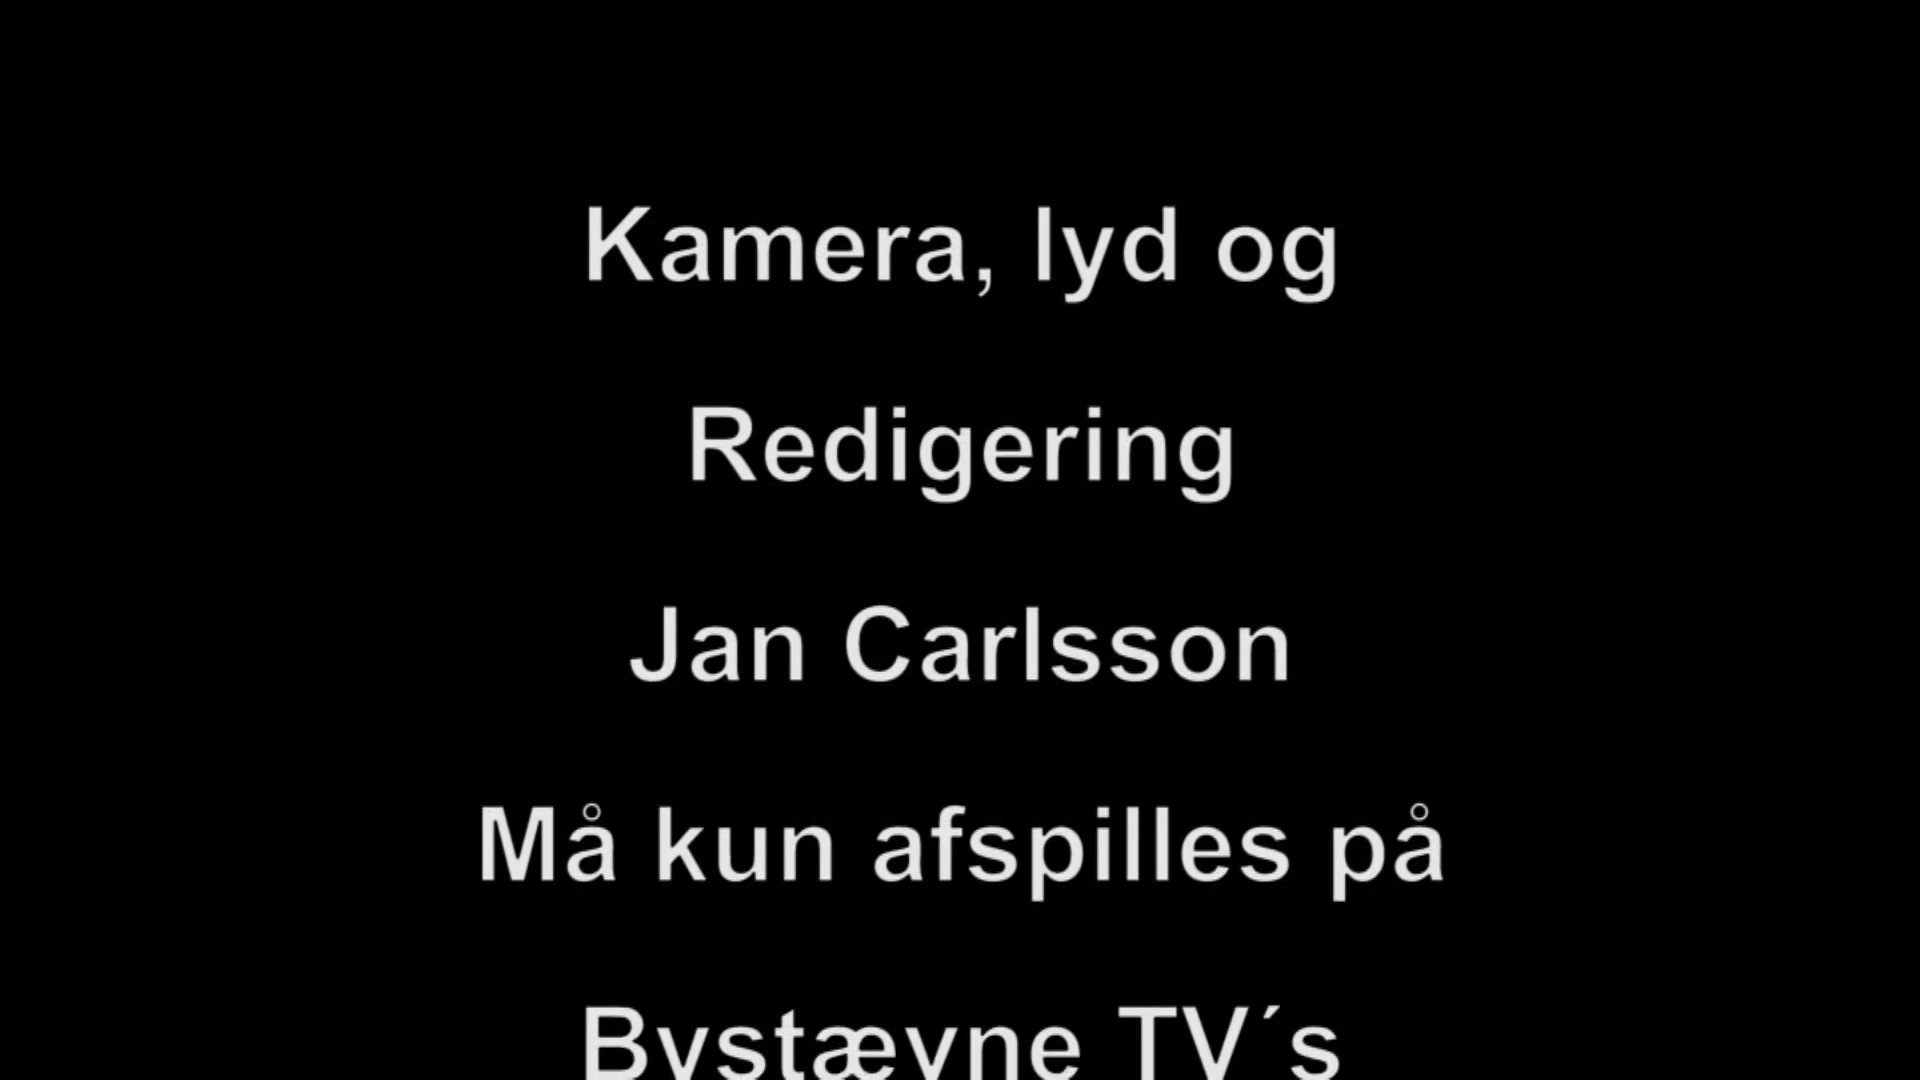 Kamera, lyd og
Redigering
Jan Carlsson
Må kun afspilles på
Bystævne TV´s